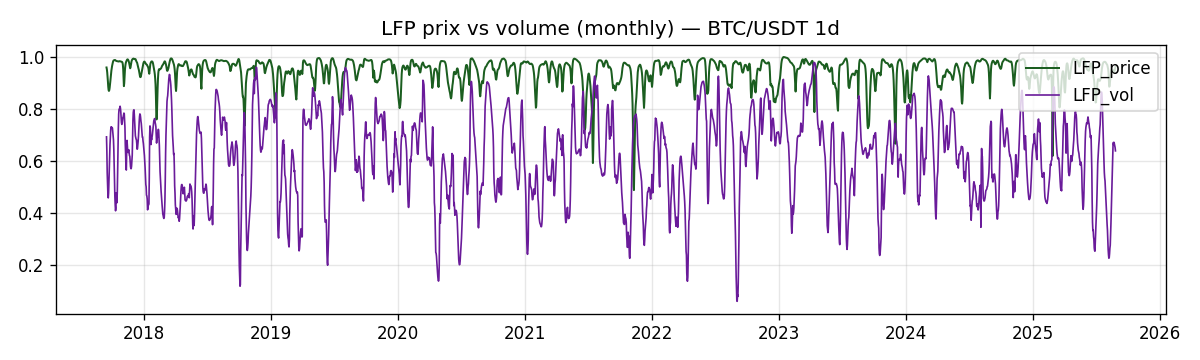 LFP prix vs volume (monthly) — BTC/USDT 1d
1.0
0.8
0.6
0.4
0.2
LFP_price
LFP_vol
2018 2019 2020 2021 2022 2023 2024 2025 2026